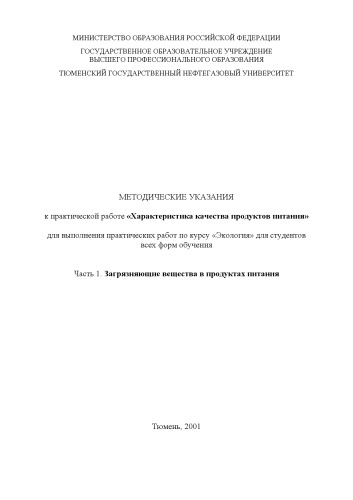 МИНИСТЕРСТВО ОБРАЗОВАНИЯ РОССИЙСКОЙ ФЕДЕРАЦИИ
ГОСУДАРСТВЕННОЕ ОБРАЗОВАТЕЛЬНОЕ УЧРЕЖДЕНИЕ
ВЫСШЕГО ПРОФЕССИОНАЛЬНОГО ОБРАЗОВАНИЯ
ТЮМЕНСКИЙ ГОСУДАРСТВЕННЫЙ НЕФТЕГАЗОВЫЙ УНИВЕРСИТЕТ
МЕТОДИЧЕСКИЕ УКАЗАНИЯ
к практической работе «Характеристика качества продуктов питания»
для выполнения практических работ по курсу «Экология» для студентов
всех форм обучения
Часть 1. Загрязняющие вещества в продуктах питания
Тюмень, 2001